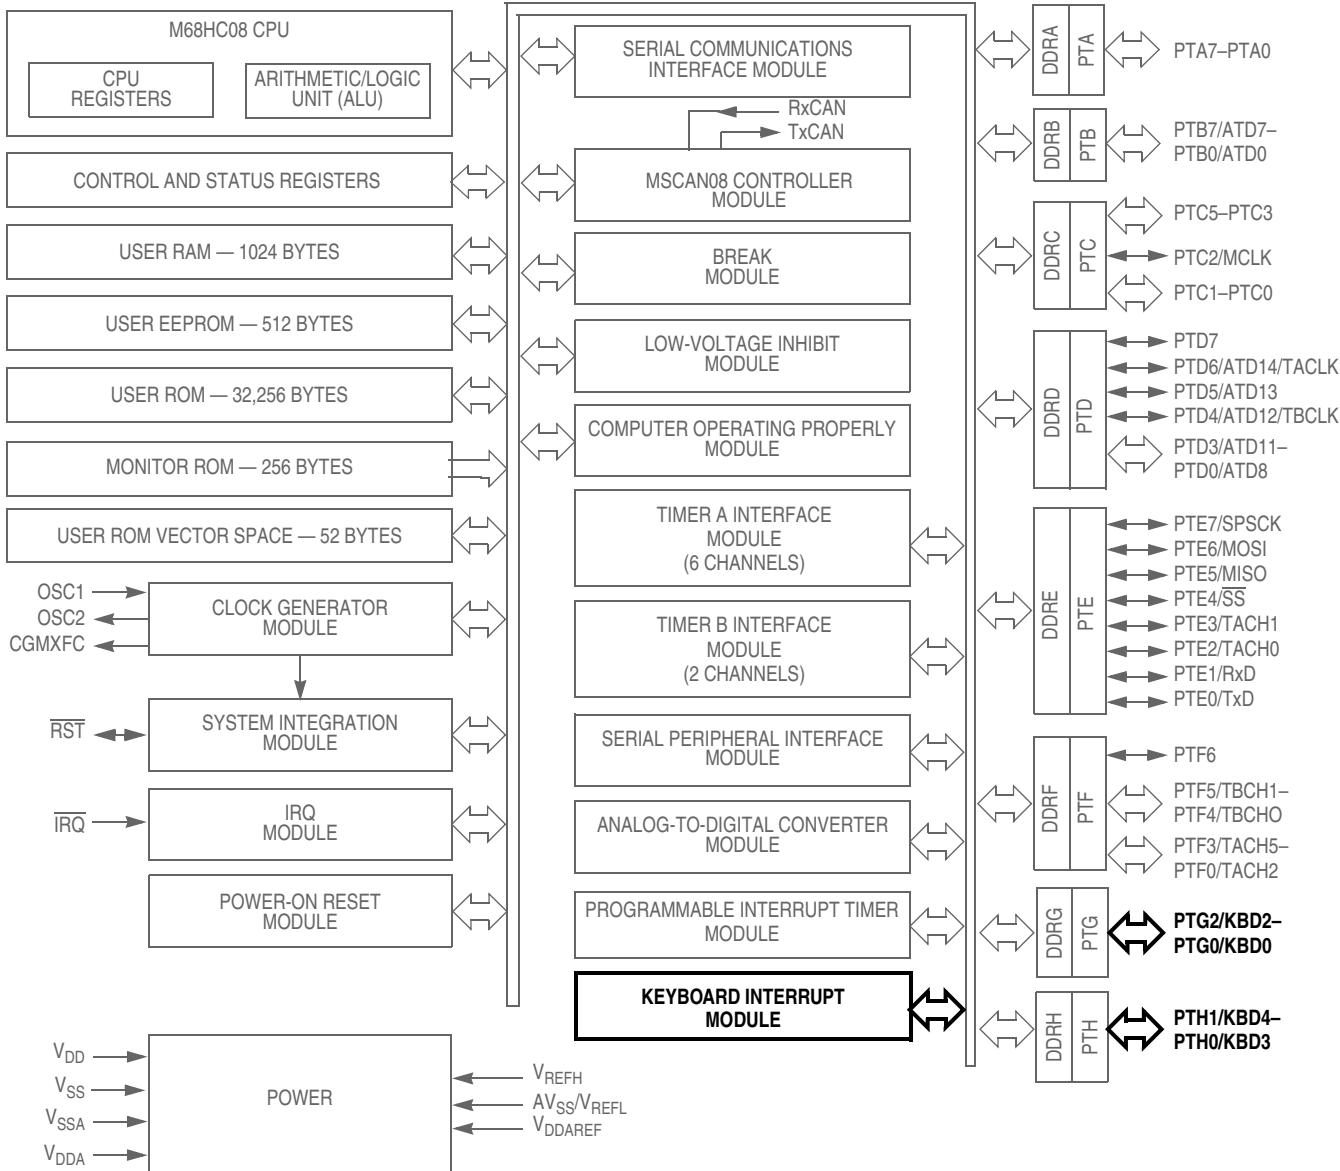 M68HC08 CPU
CPU
REGISTERS
ARITHMETIC/LOGIC
UNIT (ALU)
CONTROL AND STATUS REGISTERS
USER RAM — 1024 BYTES
USER EEPROM — 512 BYTES
USER ROM — 32,256 BYTES
MONITOR ROM — 256 BYTES
USER ROM VECTOR SPACE — 52 BYTES
OSC1
OSC2
CGMXFC
CLOCK GENERATOR
MODULE
RST
SYSTEM INTEGRATION
MODULE
IRQ
IRQ
MODULE
POWER-ON RESET
MODULE
VDD
VSS
VSSA
VDDA
POWER
VREFH
AVSS/VREFL
VDDAREF
SERIAL COMMUNICATIONS
INTERFACE MODULE
RxCAN
TxCAN
MSCAN08 CONTROLLER
MODULE
BREAK
MODULE
LOW-VOLTAGE INHIBIT
MODULE
COMPUTER OPERATING PROPERLY
MODULE
TIMER A INTERFACE
MODULE
(6 CHANNELS)
TIMER B INTERFACE
MODULE
(2 CHANNELS)
SERIAL PERIPHERAL INTERFACE
MODULE
ANALOG-TO-DIGITAL CONVERTER
MODULE
PROGRAMMABLE INTERRUPT TIMER
MODULE
KEYBOARD INTERRUPT
MODULE
DDRA
PTA
PTA7–PTA0
DDRB
PTB
PTB7/ATD7–
PTB0/ATD0
DDRC
PTC
PTC5–PTC3
PTC2/MCLK
PTC1–PTC0
DDRD
PTD
PTD7
PTD6/ATD14/TACLK
PTD5/ATD13
PTD4/ATD12/TBCLK
PTD3/ATD11–
PTD0/ATD8
DDRE
PTE
PTE7/SPSCK
PTE6/MOSI
PTE5/MISO
PTE4/SS
PTE3/TACH1
PTE2/TACH0
PTE1/RxD
PTE0/TxD
DDRF
PTF
PTF6
PTF5/TBCH1–
PTF4/TBCHO
PTF3/TACH5–
PTF0/TACH2
DDRG
PTG
PTG2/KBD2–
PTG0/KBD0
DDRH
PTH
PTH1/KBD4–
PTH0/KBD3